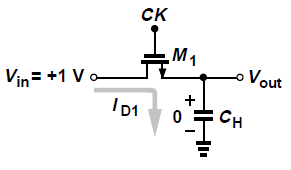 CK
M1
Vin = +1 V
Vout
ID1
+
0
CH
−